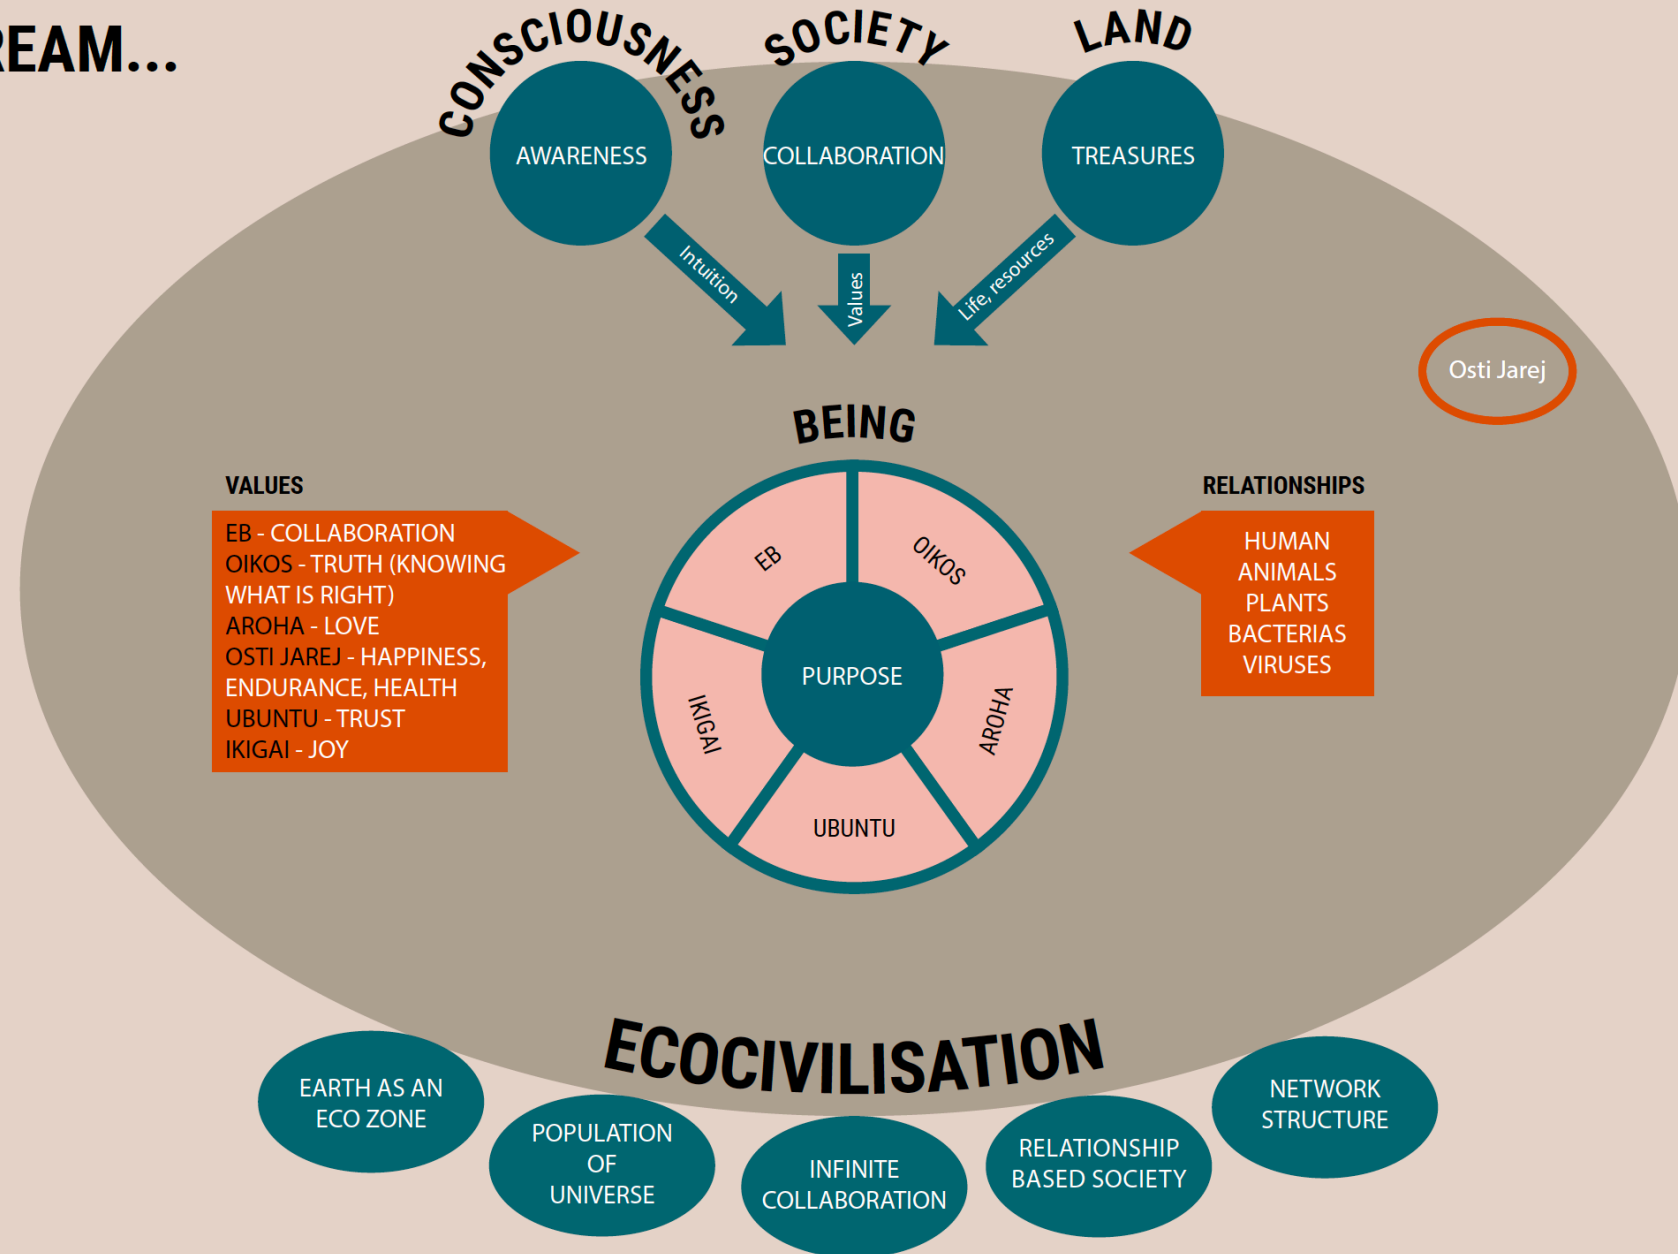 REAM...
CONSCIOUSNESS
SOCIETY
LAND
AWARENESS
COLLABORATION
TREASURES
Intuition
Values
Life, resources
Osti Jarej
BEING
VALUES
EB - COLLABORATION
OIKOS - TRUTH (KNOWING
WHAT IS RIGHT)
AROHA - LOVE
OSTI JAREJ - HAPPINESS,
ENDURANCE, HEALTH
UBUNTU - TRUST
IKIGAI - JOY
EB
OIKOS
PURPOSE
IKIGAI
AROHA
UBUNTU
RELATIONSHIPS
HUMAN
ANIMALS
PLANTS
BACTERIAS
VIRUSES
ECOCIVILISATION
EARTH AS AN
ECO ZONE
POPULATION
OF
UNIVERSE
INFINITE
COLLABORATION
RELATIONSHIP
BASED SOCIETY
NETWORK
STRUCTURE